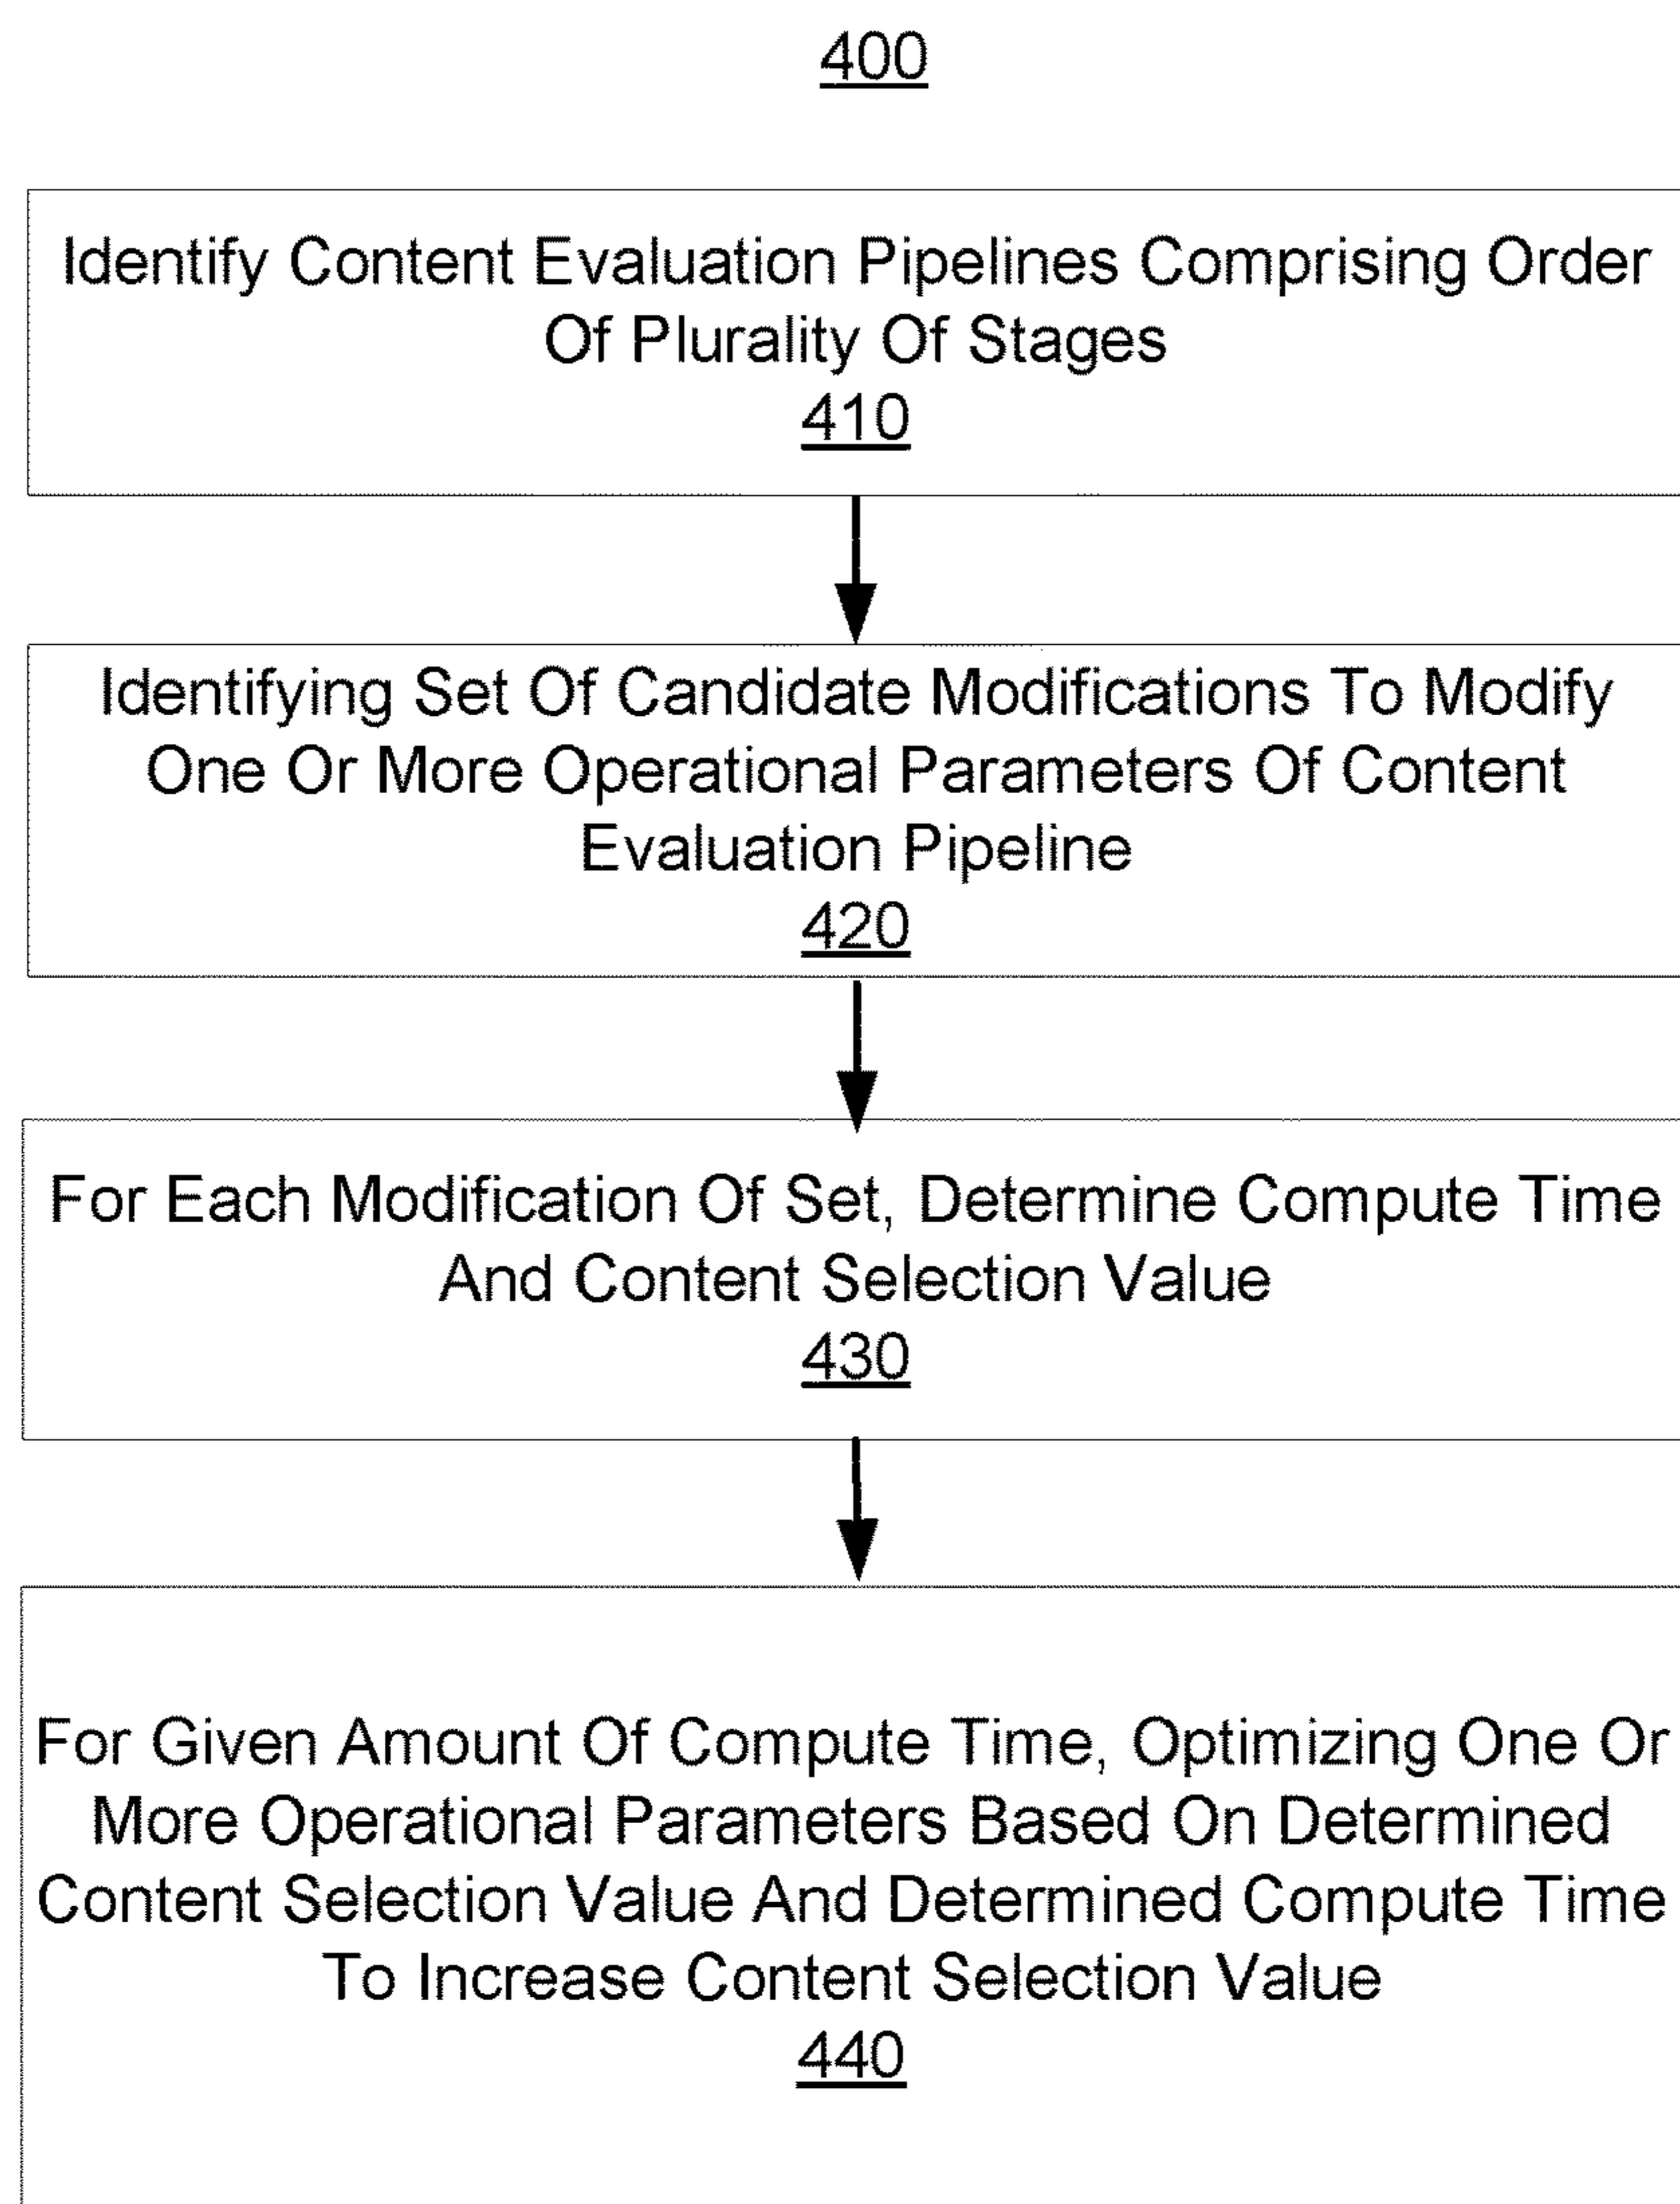 400
Identify Content Evaluation Pipelines Comprising Order
Of Plurality Of Stages
410
Identifying Set Of Candidate Modifications To Modify
One Or More Operational Parameters Of Content
Evaluation Pipeline
420
For Each Modification Of Set, Determine Compute Time
And Content Selection Value
430
For Given Amount Of Compute Time, Optimizing One Or
More Operational Parameters Based On Determined
Content Selection Value And Determined Compute Time
To Increase Content Selection Value
440